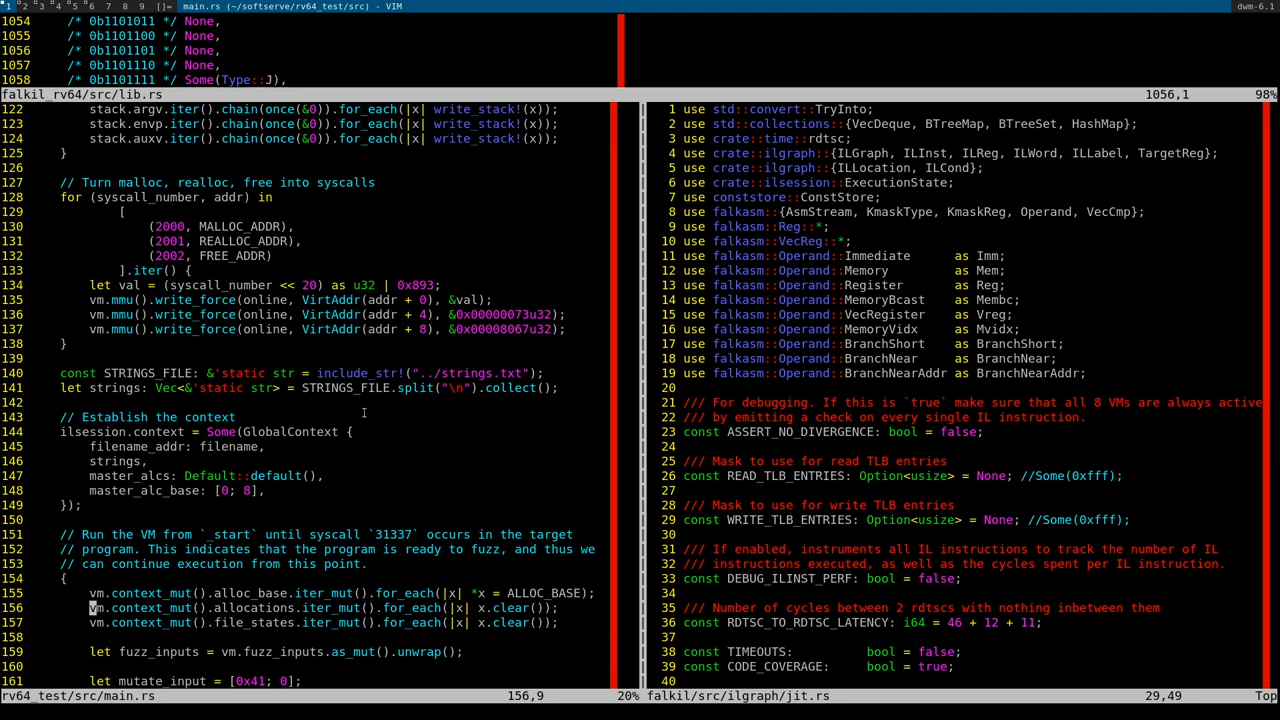 1 2 3 4 5 6 7 8 9 []= main.rs (~/softserve/rv64_test/src) - VIM dwm-6.1
1054 /* 0b1101011 */ None,
1055 /* 0b1101100 */ None,
1056 /* 0b1101101 */ None,
1057 /* 0b1101110 */ None,
1058 /* 0b1101111 */ Some(Type::J),
falkil_rv64/src/lib.rs 1056,1 98%
122 stack.argv.iter().chain(once(&0)).for_each(|x| write_stack!(x));
123 stack.envp.iter().chain(once(&0)).for_each(|x| write_stack!(x));
124 stack.auxv.iter().chain(once(&0)).for_each(|x| write_stack!(x));
125 }
126
127 // Turn malloc, realloc, free into syscalls
128 for (syscall_number, addr) in
129 [
130 (2000, MALLOC_ADDR),
131 (2001, REALLOC_ADDR),
132 (2002, FREE_ADDR)
133 ].iter() {
134 let val = (syscall_number << 20) as u32 | 0x893;
135 vm.mmu().write_force(online, VirtAddr(addr + 0), &val);
136 vm.mmu().write_force(online, VirtAddr(addr + 4), &0x00000073u32);
137 vm.mmu().write_force(online, VirtAddr(addr + 8), &0x00008067u32);
138 }
139
140 const STRINGS_FILE: &'static str = include_str!("../strings.txt");
141 let strings: Vec<&'static str> = STRINGS_FILE.split("\n").collect();
142
143 // Establish the context
144 ilsession.context = Some(GlobalContext {
145 filename_addr: filename,
146 strings,
147 master_alcs: Default::default(),
148 master_alc_base: [0; 8],
149 });
150
151 // Run the VM from `_start` until syscall `31337` occurs in the target
152 // program. This indicates that the program is ready to fuzz, and thus we
153 // can continue execution from this point.
154 {
155 vm.context_mut().alloc_base.iter_mut().for_each(|x| *x = ALLOC_BASE);
156 vm.context_mut().allocations.iter_mut().for_each(|x| x.clear());
157 vm.context_mut().file_states.iter_mut().for_each(|x| x.clear());
158
159 let fuzz_inputs = vm.fuzz_inputs.as_mut().unwrap();
160
161 let mutate_input = [0x41; 0];
rv64_test/src/main.rs 156,9 20%
1 use std::convert::TryInto;
2 use std::collections::{VecDeque, BTreeMap, BTreeSet, HashMap};
3 use crate::time::rdtsc;
4 use crate::ilgraph::{ILGraph, ILInst, ILReg, ILWord, ILLabel, TargetReg};
5 use crate::ilgraph::{ILLocation, ILCond};
6 use crate::ilsession::ExecutionState;
7 use conststore::ConstStore;
8 use falkasm::{AsmStream, KmaskType, KmaskReg, Operand, VecCmp};
9 use falkasm::Reg::*;
10 use falkasm::VecReg::*;
11 use falkasm::Operand::Immediate as Imm;
12 use falkasm::Operand::Memory as Mem;
13 use falkasm::Operand::Register as Reg;
14 use falkasm::Operand::MemoryBcast as Membc;
15 use falkasm::Operand::VecRegister as Vreg;
16 use falkasm::Operand::MemoryVidx as Mvidx;
17 use falkasm::Operand::BranchShort as BranchShort;
18 use falkasm::Operand::BranchNear as BranchNear;
19 use falkasm::Operand::BranchNearAddr as BranchNearAddr;
20
21 /// For debugging. If this is `true` make sure that all 8 VMs are always active
22 /// by emitting a check on every single IL instruction.
23 const ASSERT_NO_DIVERGENCE: bool = false;
24
25 /// Mask to use for read TLB entries
26 const READ_TLB_ENTRIES: Option<usize> = None; //Some(0xfff);
27
28 /// Mask to use for write TLB entries
29 const WRITE_TLB_ENTRIES: Option<usize> = None; //Some(0xfff);
30
31 /// If enabled, instruments all IL instructions to track the number of IL
32 /// instructions executed, as well as the cycles spent per IL instruction.
33 const DEBUG_ILINST_PERF: bool = false;
34
35 /// Number of cycles between 2 rdtscs with nothing inbetween them
36 const RDTSC_TO_RDTSC_LATENCY: i64 = 46 + 12 + 11;
37
38 const TIMEOUTS: bool = false;
39 const CODE_COVERAGE: bool = true;
40
falkil/src/ilgraph/jit.rs 29,49 Top